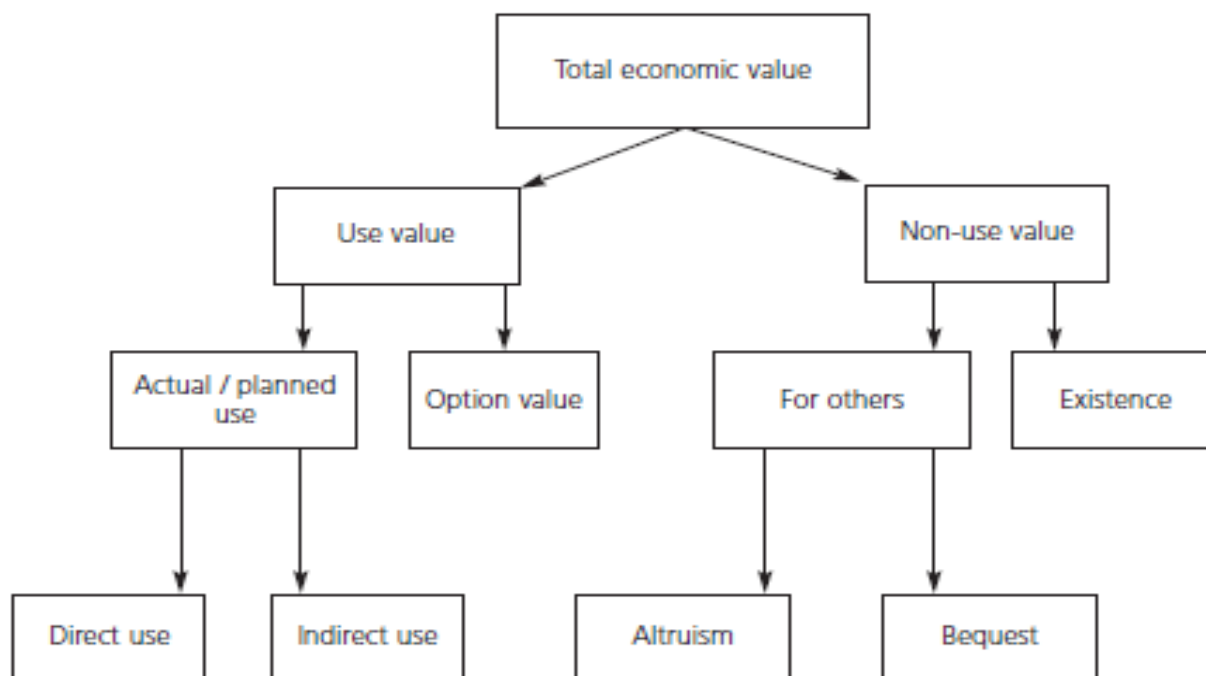 Total economic value
Use value
Non-use value
Actual / planned
use
Option value
For others
Existence
Direct use
Indirect use
Altruism
Bequest